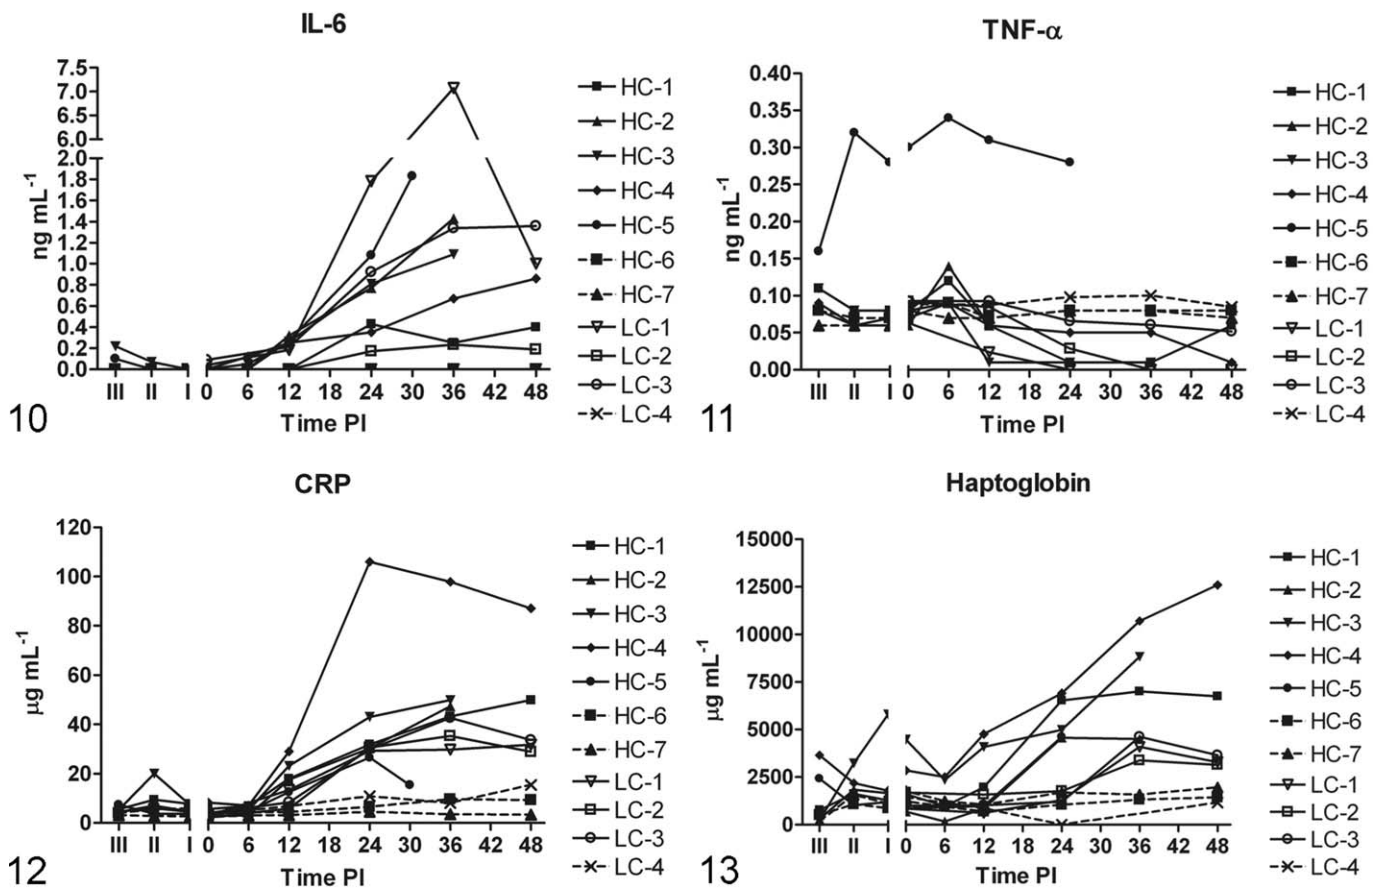 IL-6
7.5
7.0
6.5
6.0
2.0
1.8
1.6
1.4
1.2
1.0
0.8
0.6
0.4
0.2
0.0
ng mL-1
III II I 0 6 12 24 30 36 42 48
Time PI
HC-1
HC-2
HC-3
HC-4
HC-5
HC-6
HC-7
LC-1
LC-2
LC-3
LC-4
10
TNF-α
0.40
0.35
0.30
0.25
0.20
0.15
0.10
0.05
0.00
ng mL-1
III II I 0 6 12 24 30 36 42 48
Time PI
HC-1
HC-2
HC-3
HC-4
HC-5
HC-6
HC-7
LC-1
LC-2
LC-3
LC-4
11
CRP
120
100
80
60
40
20
0
µg mL-1
III II I 0 6 12 24 30 36 42 48
Time PI
HC-1
HC-2
HC-3
HC-4
HC-5
HC-6
HC-7
LC-1
LC-2
LC-3
LC-4
12
Haptoglobin
15000
12500
10000
7500
5000
2500
0
µg mL-1
III II I 0 6 12 24 30 36 42 48
Time PI
HC-1
HC-2
HC-3
HC-4
HC-5
HC-6
HC-7
LC-1
LC-2
LC-3
LC-4
13